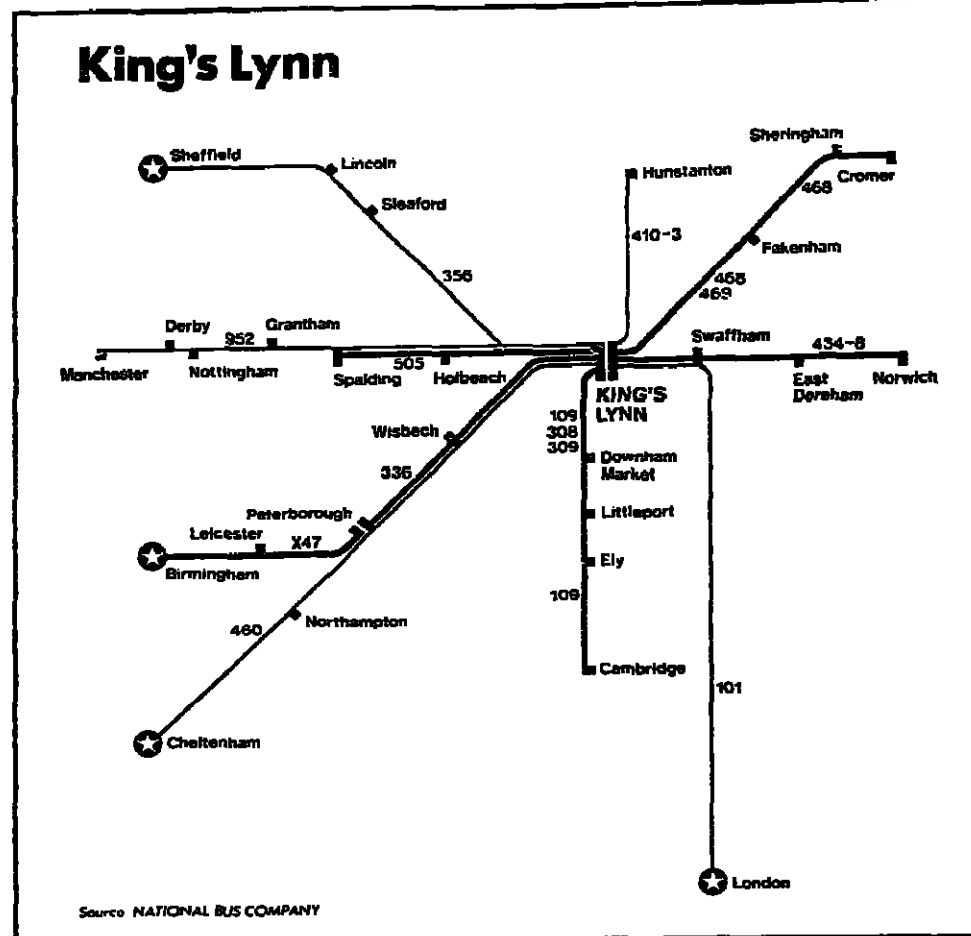 King's Lynn
Sheringham
Sheffield
Lincoln
Hunstanton
Cromer
468
Sleaford
410-3
Fakenham
356
468
469
Derby
952
Grantham
Swaffham
434-8
Manchester
Nottingham
505
Spalding
Holbeach
KING'S
LYNN
East
Dereham
Norwich
109
308
309
Wisbech
Downham
Market
336
Peterborough
Littleport
Leicester
X47
Ely
Birmingham
109
Northampton
460
Cambridge
101
Cheltenham
London
Source NATIONAL BUS COMPANY